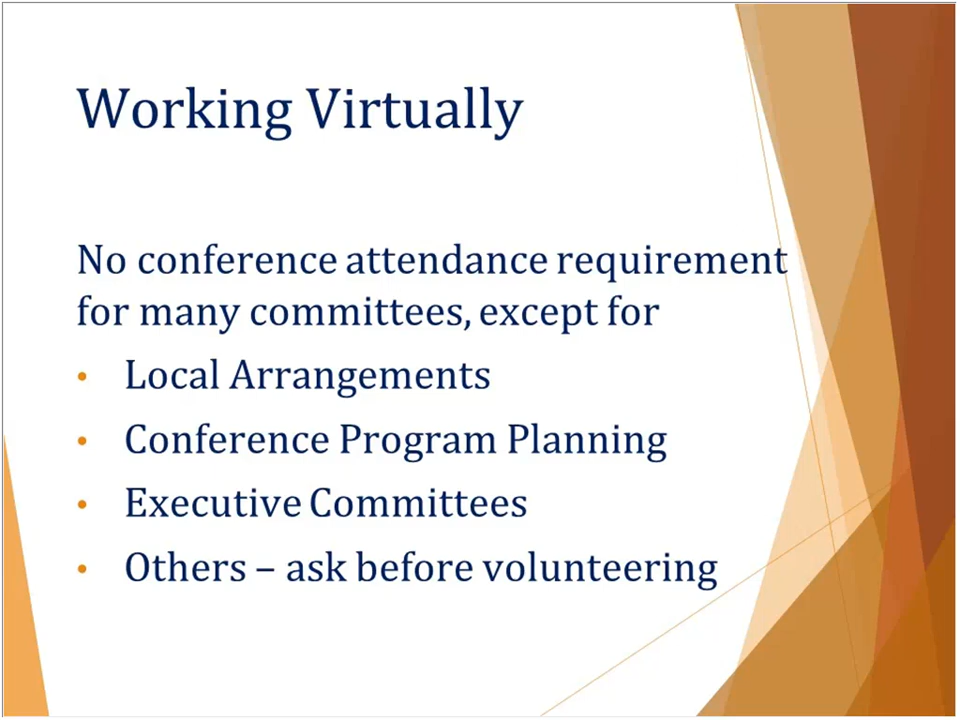 Working Virtually
No conference attendance requirement
for many committees, except for
• Local Arrangements
• Conference Program Planning
• Executive Committees
• Others – ask before volunteering